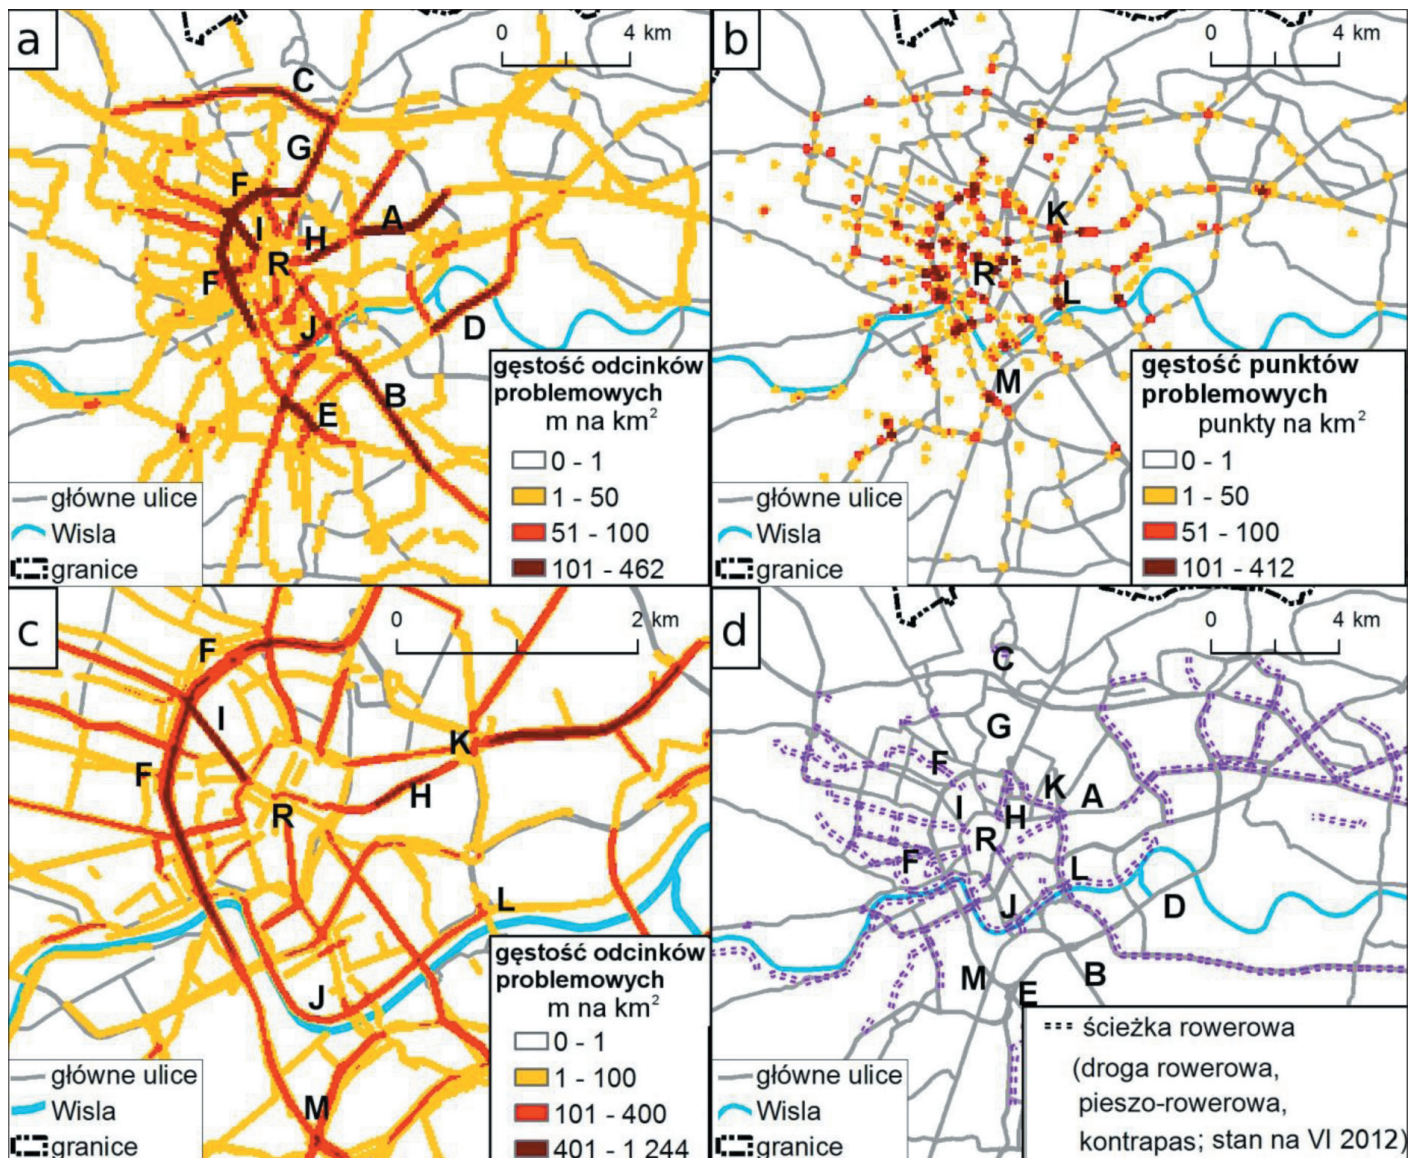 a
0 4 km
C
G
F
A
I
H
R
F
J
D
B
E
gęstość odcinków
problemowych
m na km²
0 - 1
1 - 50
51 - 100
101 - 462
główne ulice
Wisla
granice
b
0 4 km
K
R
L
M
gęstość punktów
problemowych
punkty na km²
0 - 1
1 - 50
51 - 100
101 - 412
główne ulice
Wisla
granice
c
0 2 km
F
I
K
F
H
R
L
J
M
gęstość odcinków
problemowych
m na km²
0 - 1
1 - 100
101 - 400
401 - 1 244
główne ulice
Wisla
granice
d
0 4 km
C
G
F
K
A
I
H
R
F
L
J
D
M
B
E
ścieżka rowerowa
(droga rowerowa,
pieszo-rowerowa,
kontrapas; stan na VI 2012)
główne ulice
Wisla
granice